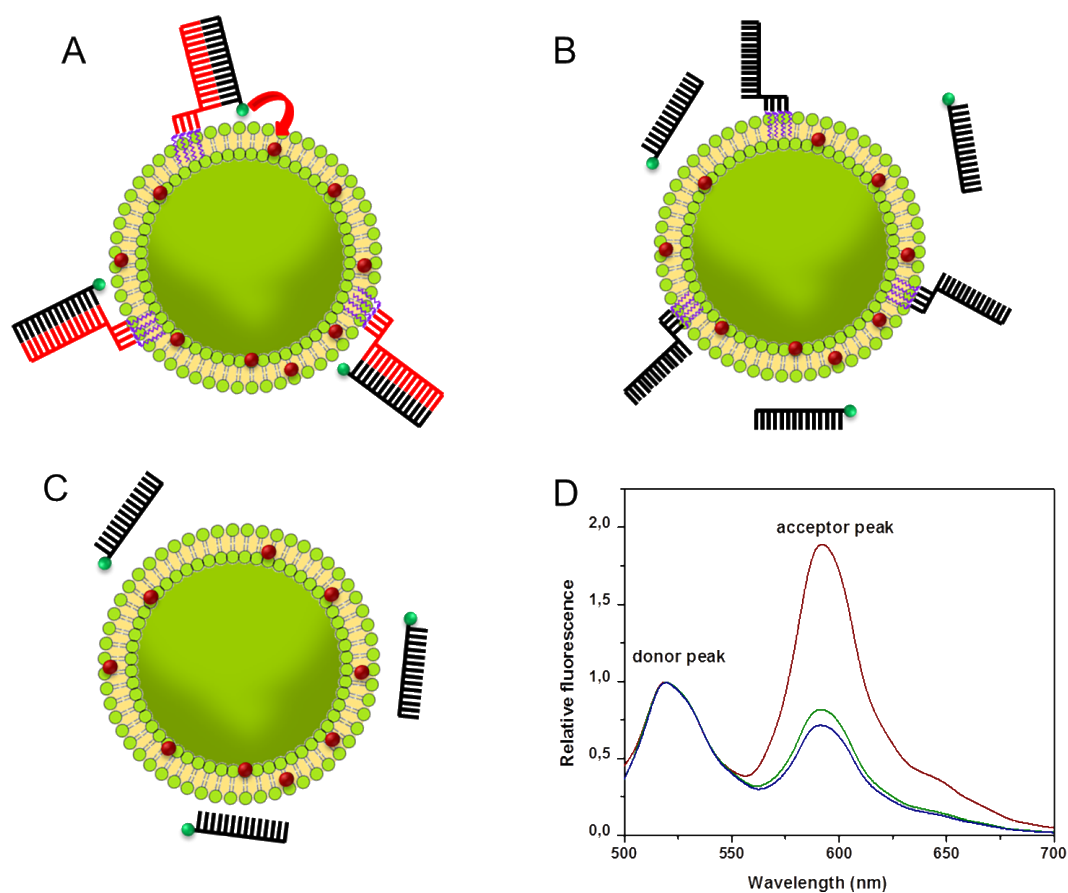 A
B
C
D
acceptor peak
donor peak
Relative fluorescence
2,0
1,5
1,0
0,5
0,0
500
550
600
650
700
Wavelength (nm)